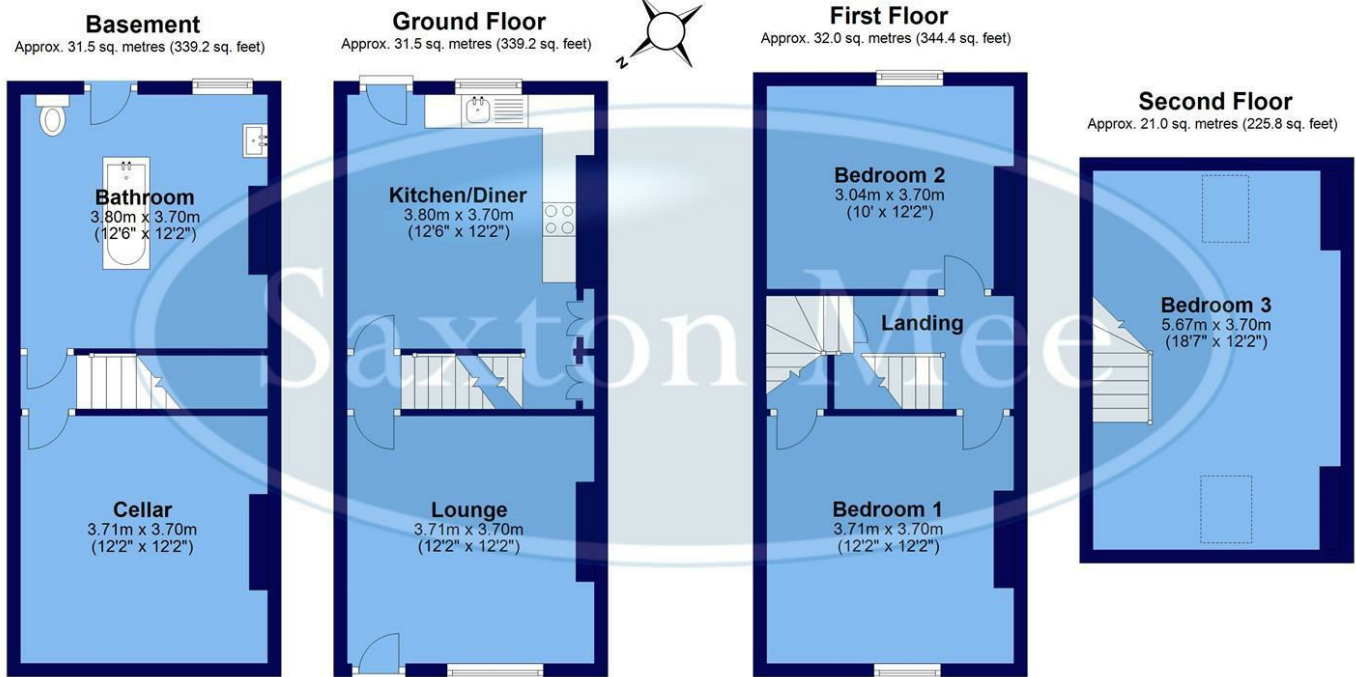 Basement
Approx. 31.5 sq. metres (339.2 sq. feet)
Bathroom
3.80m x 3.70m
(12'6" x 12'2")
Cellar
3.71m x 3.70m
(12'2" x 12'2")
Ground Floor
Approx. 31.5 sq. metres (339.2 sq. feet)
N
Kitchen/Diner
3.80m x 3.70m
(12'6" x 12'2")
Lounge
3.71m x 3.70m
(12'2" x 12'2")
First Floor
Approx. 32.0 sq. metres (344.4 sq. feet)
Bedroom 2
3.04m x 3.70m
(10' x 12'2")
Landing
Bedroom 1
3.71m x 3.70m
(12'2" x 12'2")
Second Floor
Approx. 21.0 sq. metres (225.8 sq. feet)
Bedroom 3
5.67m x 3.70m
(18'7" x 12'2")
Saxton Mee